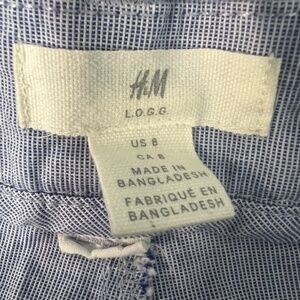 H&M
L.O.G.G.
US 8
CA 8
MADE IN
BANGLADESH
FABRIQUÉ EN
BANGLADESH